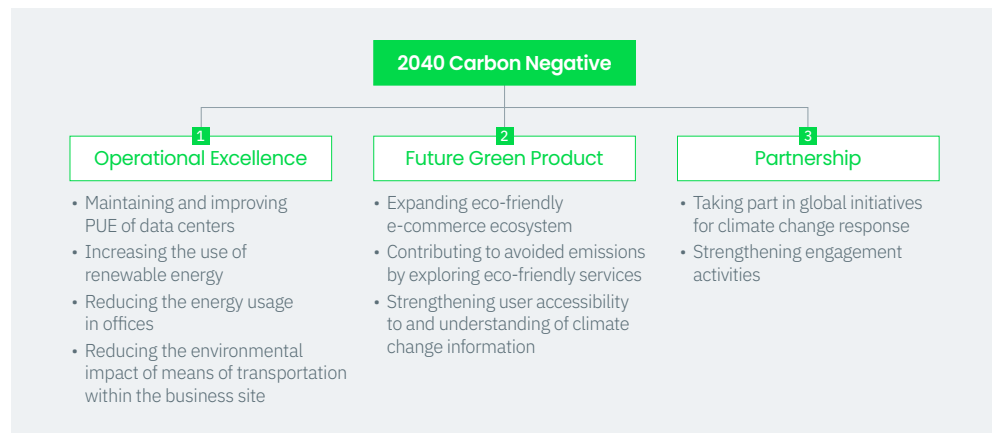 2040 Carbon Negative
1
Operational Excellence
• Maintaining and improving
PUE of data centers
• Increasing the use of
renewable energy
• Reducing the energy usage
in offices
• Reducing the environmental
impact of means of transportation
within the business site
2
Future Green Product
• Expanding eco-friendly
e-commerce ecosystem
• Contributing to avoided emissions
by exploring eco-friendly services
• Strengthening user accessibility
to and understanding of climate
change information
3
Partnership
• Taking part in global initiatives
for climate change response
• Strengthening engagement
activities